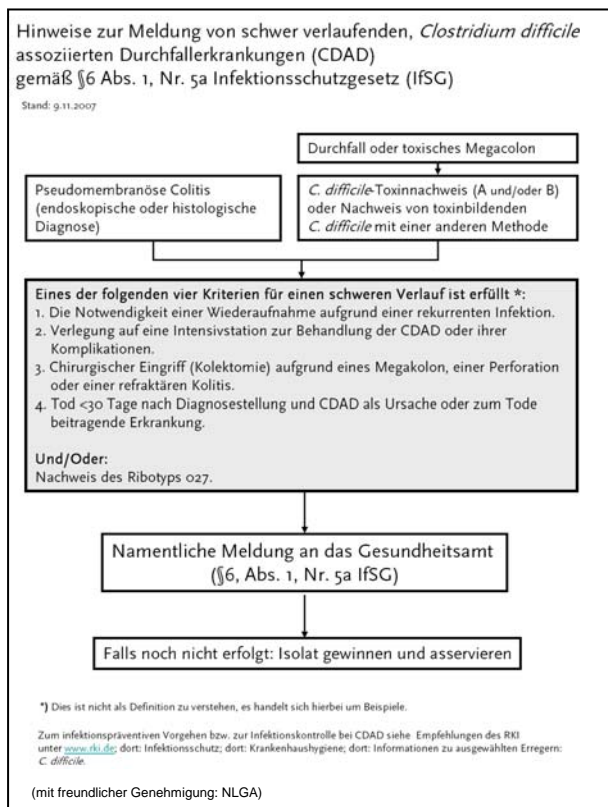 Hinweise zur Meldung von schwer verlaufenden, Clostridium difficile
assoziierten Durchfallerkrankungen (CDAD)
gemäß §6 Abs. 1, Nr. 5a Infektionsschutzgesetz (IfSG)
Stand: 9.11.2007
Durchfall oder toxisches Megacolon
Pseudomembranöse Colitis
(endoskopische oder histologische
Diagnose)
C. difficile-Toxinnachweis (A und/oder B)
oder Nachweis von toxinbildenden
C. difficile mit einer anderen Methode
Eines der folgenden vier Kriterien für einen schweren Verlauf ist erfüllt *:
1. Die Notwendigkeit einer Wiederaufnahme aufgrund einer rekurrenten Infektion.
2. Verlegung auf eine Intensivstation zur Behandlung der CDAD oder ihrer
Komplikationen.
3. Chirurgischer Eingriff (Kolektomie) aufgrund eines Megakolon, einer Perforation
oder einer refraktären Kolitis.
4. Tod <30 Tage nach Diagnosestellung und CDAD als Ursache oder zum Tode
beitragende Erkrankung.
Und/Oder:
Nachweis des Ribotyps 027.
Namentliche Meldung an das Gesundheitsamt
(§6, Abs. 1, Nr. 5a IfSG)
Falls noch nicht erfolgt: Isolat gewinnen und asservieren
*) Dies ist nicht als Definition zu verstehen, es handelt sich hierbei um Beispiele.
Zum infektionspräventiven Vorgehen bzw. zur Infektionskontrolle bei CDAD siehe Empfehlungen des RKI
unter www.rki.de; dort: Infektionsschutz; dort: Krankenhaushygiene; dort: Informationen zu ausgewählten Erregern:
C. difficile.
(mit freundlicher Genehmigung: NLGA)